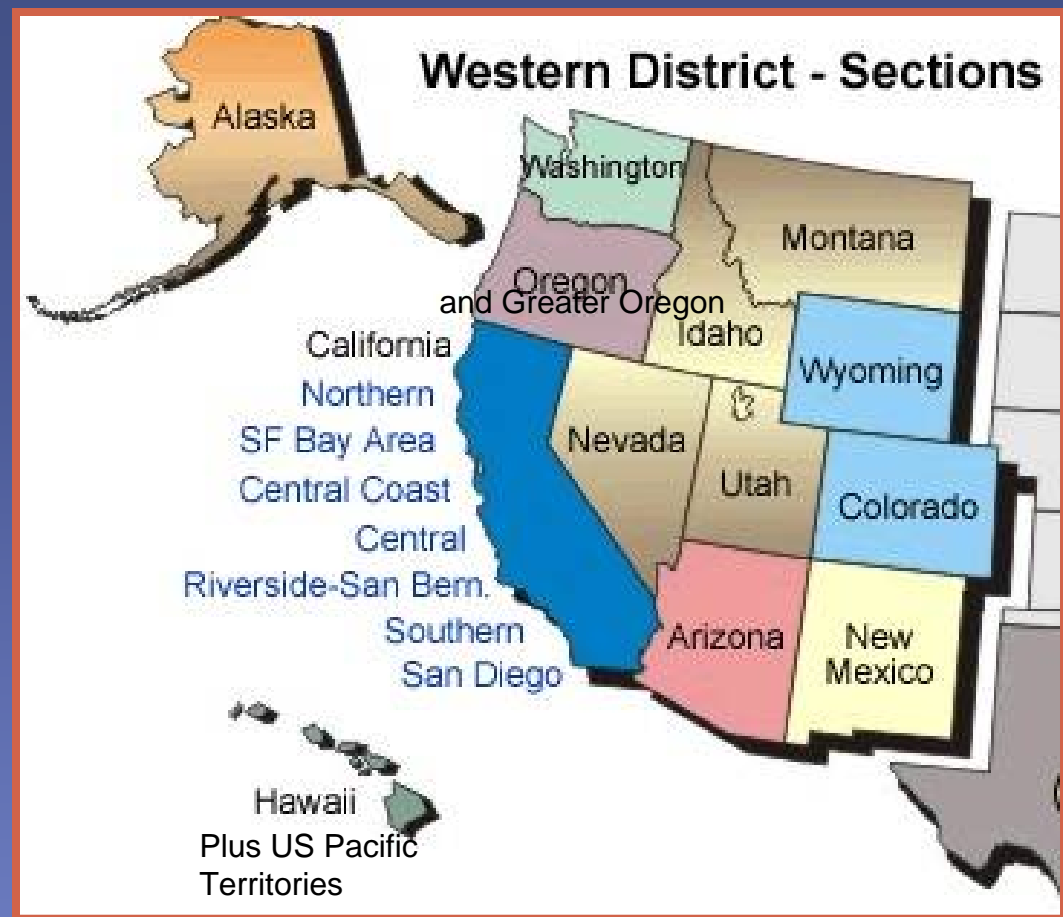 Western District - Sections
Alaska
Washington
Montana
Oregon
and Greater Oregon
Idaho
California
Wyoming
Northern
SF Bay Area
Nevada
Central Coast
Utah
Colorado
Central
Riverside-San Bern.
Southern
Arizona
New
Mexico
San Diego
Hawaii
Plus US Pacific
Territories